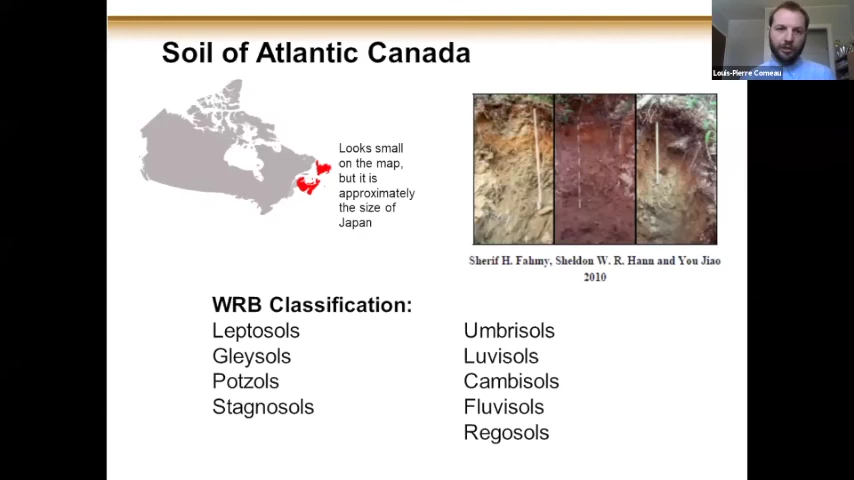 Soil of Atlantic Canada
Louis-Pierre Comeau
Looks small
on the map,
but it is
approximately
the size of
Japan
Sherif H. Fahmy, Sheldon W. R. Hann and You Jiao
2010
WRB Classification:
Leptosols
Gleysols
Potzols
Stagnosols
Umbrisols
Luvisols
Cambisols
Fluvisols
Regosols